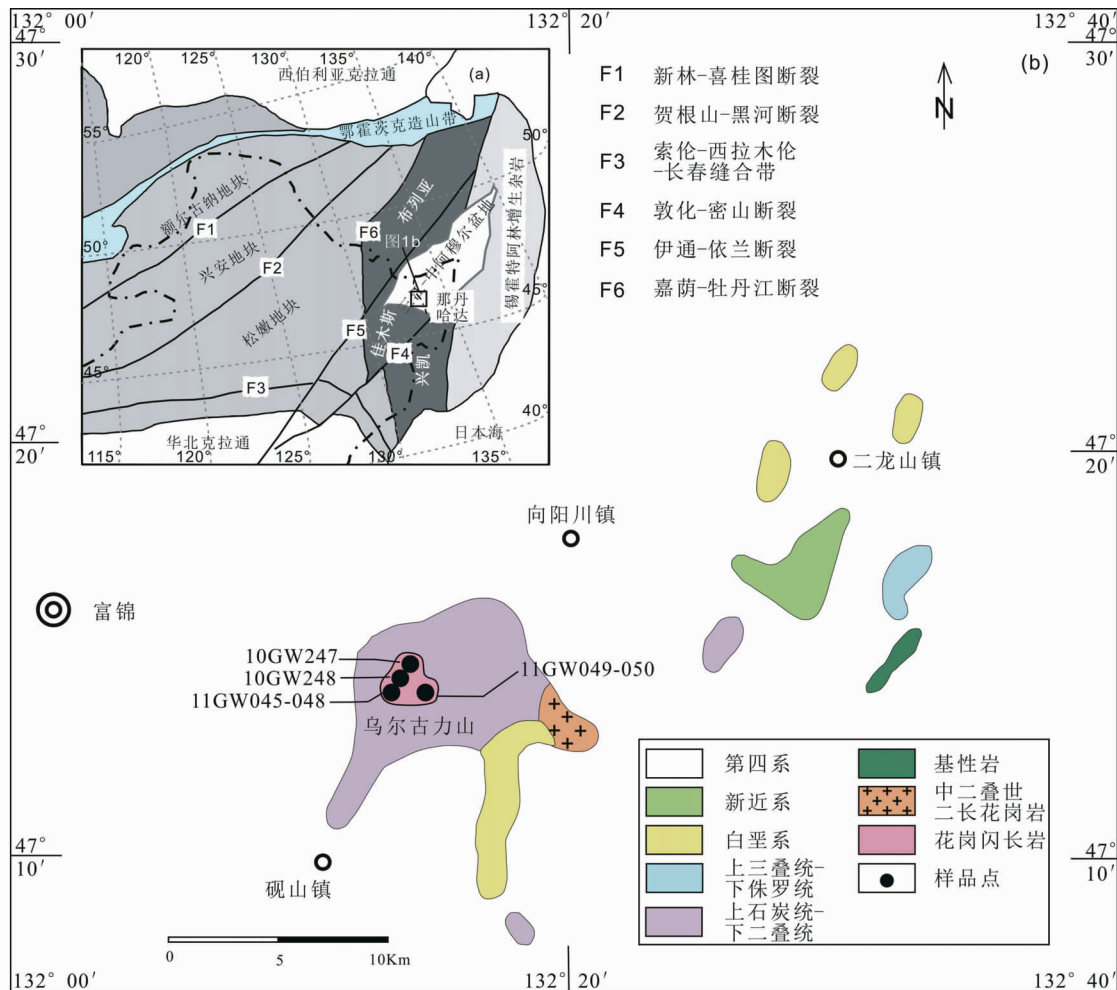 132° 00′
132° 20′
132° 40′
47°
30′
47°
30′
120°
125°
130°
135°
140°
西伯利亚克拉通
(a)
(b)
F1 新林-喜桂图断裂
F2 贺根山-黑河断裂
F3 索伦-西拉木伦
-长春缝合带
F4 敦化-密山断裂
F5 伊通-依兰断裂
F6 嘉荫-牡丹江断裂
N
55°
鄂霍茨克造山带
50°
额尔古纳地块
F1
布列亚
F6
图1b
中阿穆尔盆地
锡霍特阿林增生杂岩
50°
兴安地块
F2
45°
那丹
哈达
松嫩地块
F5
佳木斯
F4
兴凯
45°
F3
40°
华北克拉通
日本海
115°
120°
125°
130°
135°
47°
20′
47°
20′
二龙山镇
向阳川镇
富锦
10GW247
10GW248
11GW045-048
11GW049-050
乌尔古力山
第四系
新近系
白垩系
上三叠统-
下侏罗统
上石炭统-
下二叠统
基性岩
中二叠世
二长花岗岩
花岗闪长岩
样品点
47°
10′
47°
10′
砚山镇
0
5
10Km
132° 00′
132° 20′
132° 40′